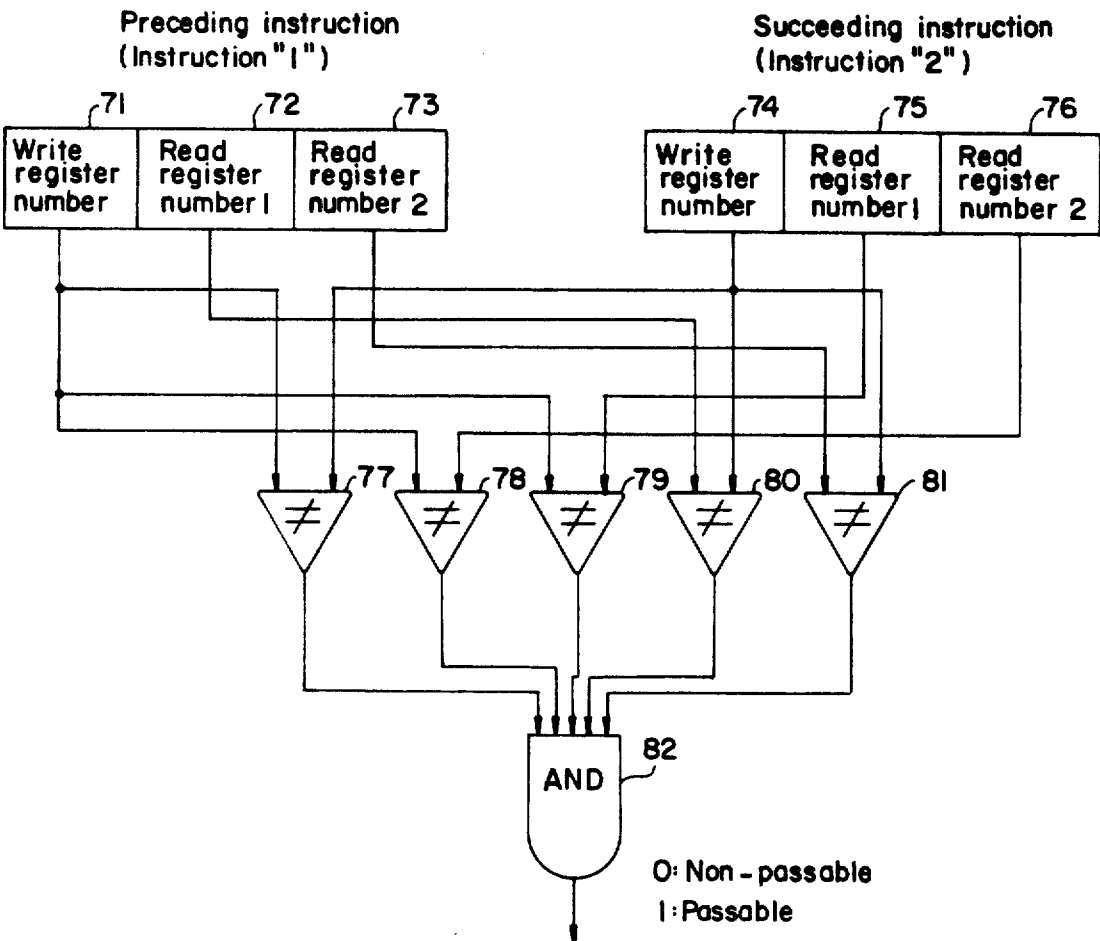 Preceding instruction
(Instruction "1")
Succeeding instruction
(Instruction "2")
71
72
73
74
75
76
Write
register
number
Read
register
number 1
Read
register
number 2
Write
register
number
Read
register
number 1
Read
register
number 2
77
78
79
80
81
≠
≠
≠
≠
≠
82
AND
0: Non-passable
1: Passable